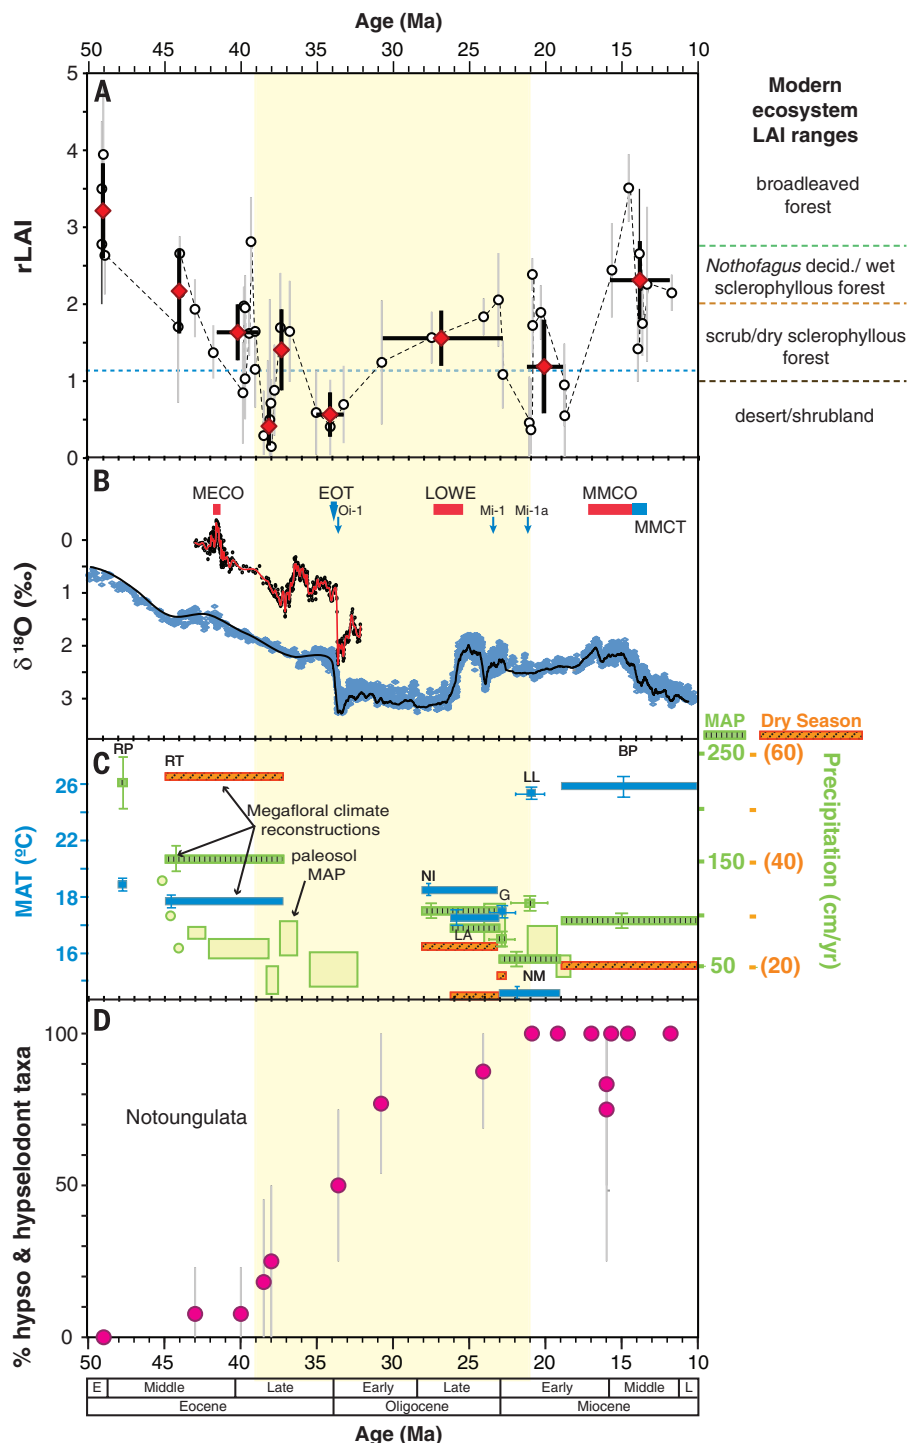 Age (Ma)
50 45 40 35 30 25 20 15 10
A
5
4
3
2
1
0
rLAI
Modern
ecosystem
LAI ranges
broadleaved
forest
Nothofagus decid./ wet
sclerophyllous forest
scrub/dry sclerophyllous
forest
desert/shrubland
B
MECO EOT LOWE MMCO
Oi-1 Mi-1 Mi-1a
MMCT
0
1
2
3
δ18O (‰)
MAP Dry Season
C
RP RT LL BP
26
22
18
16
MAT (ºC)
Megafloral climate
reconstructions
paleosol
MAP
NI
G
LA
NM
250 (60)
150 (40)
50 (20)
Precipitation (cm/yr)
D
100
50
0
% hypso & hypselodont taxa
Notoungulata
50 45 40 35 30 25 20 15 10
E Middle Late Early Late Early Middle L
Eocene Oligocene Miocene
Age (Ma)